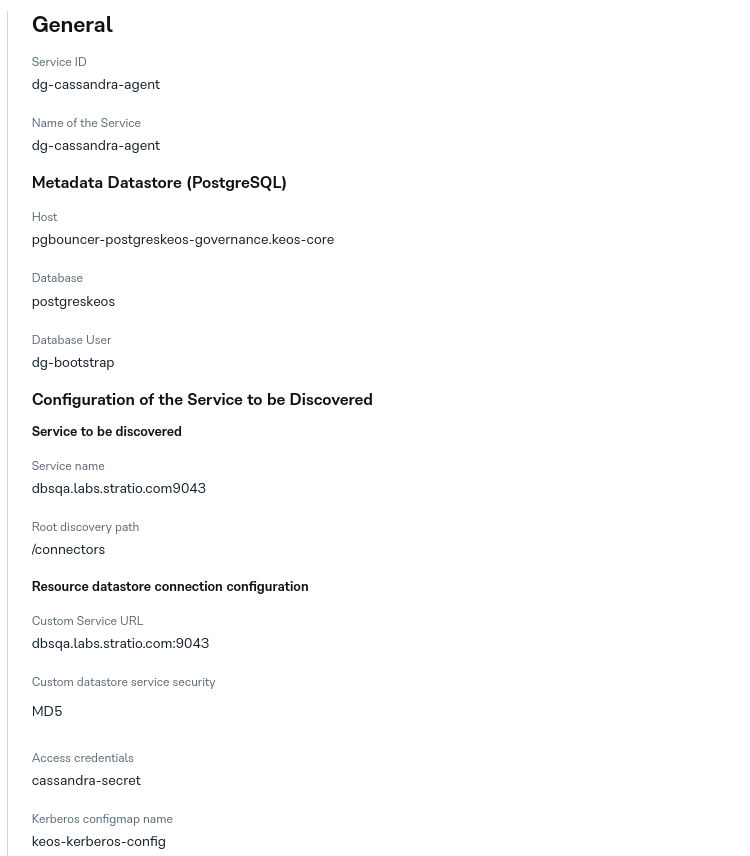 General
Service ID
dg-cassandra-agent
Name of the Service
dg-cassandra-agent
Metadata Datastore (PostgreSQL)
Host
pgbouncer-postgreskeos-governance.keos-core
Database
postgreskeos
Database User
dg-bootstrap
Configuration of the Service to be Discovered
Service to be discovered
Service name
dbsqa.labs.stratio.com9043
Root discovery path
/connectors
Resource datastore connection configuration
Custom Service URL
dbsqa.labs.stratio.com:9043
Custom datastore service security
MD5
Access credentials
cassandra-secret
Kerberos configmap name
keos-kerberos-config